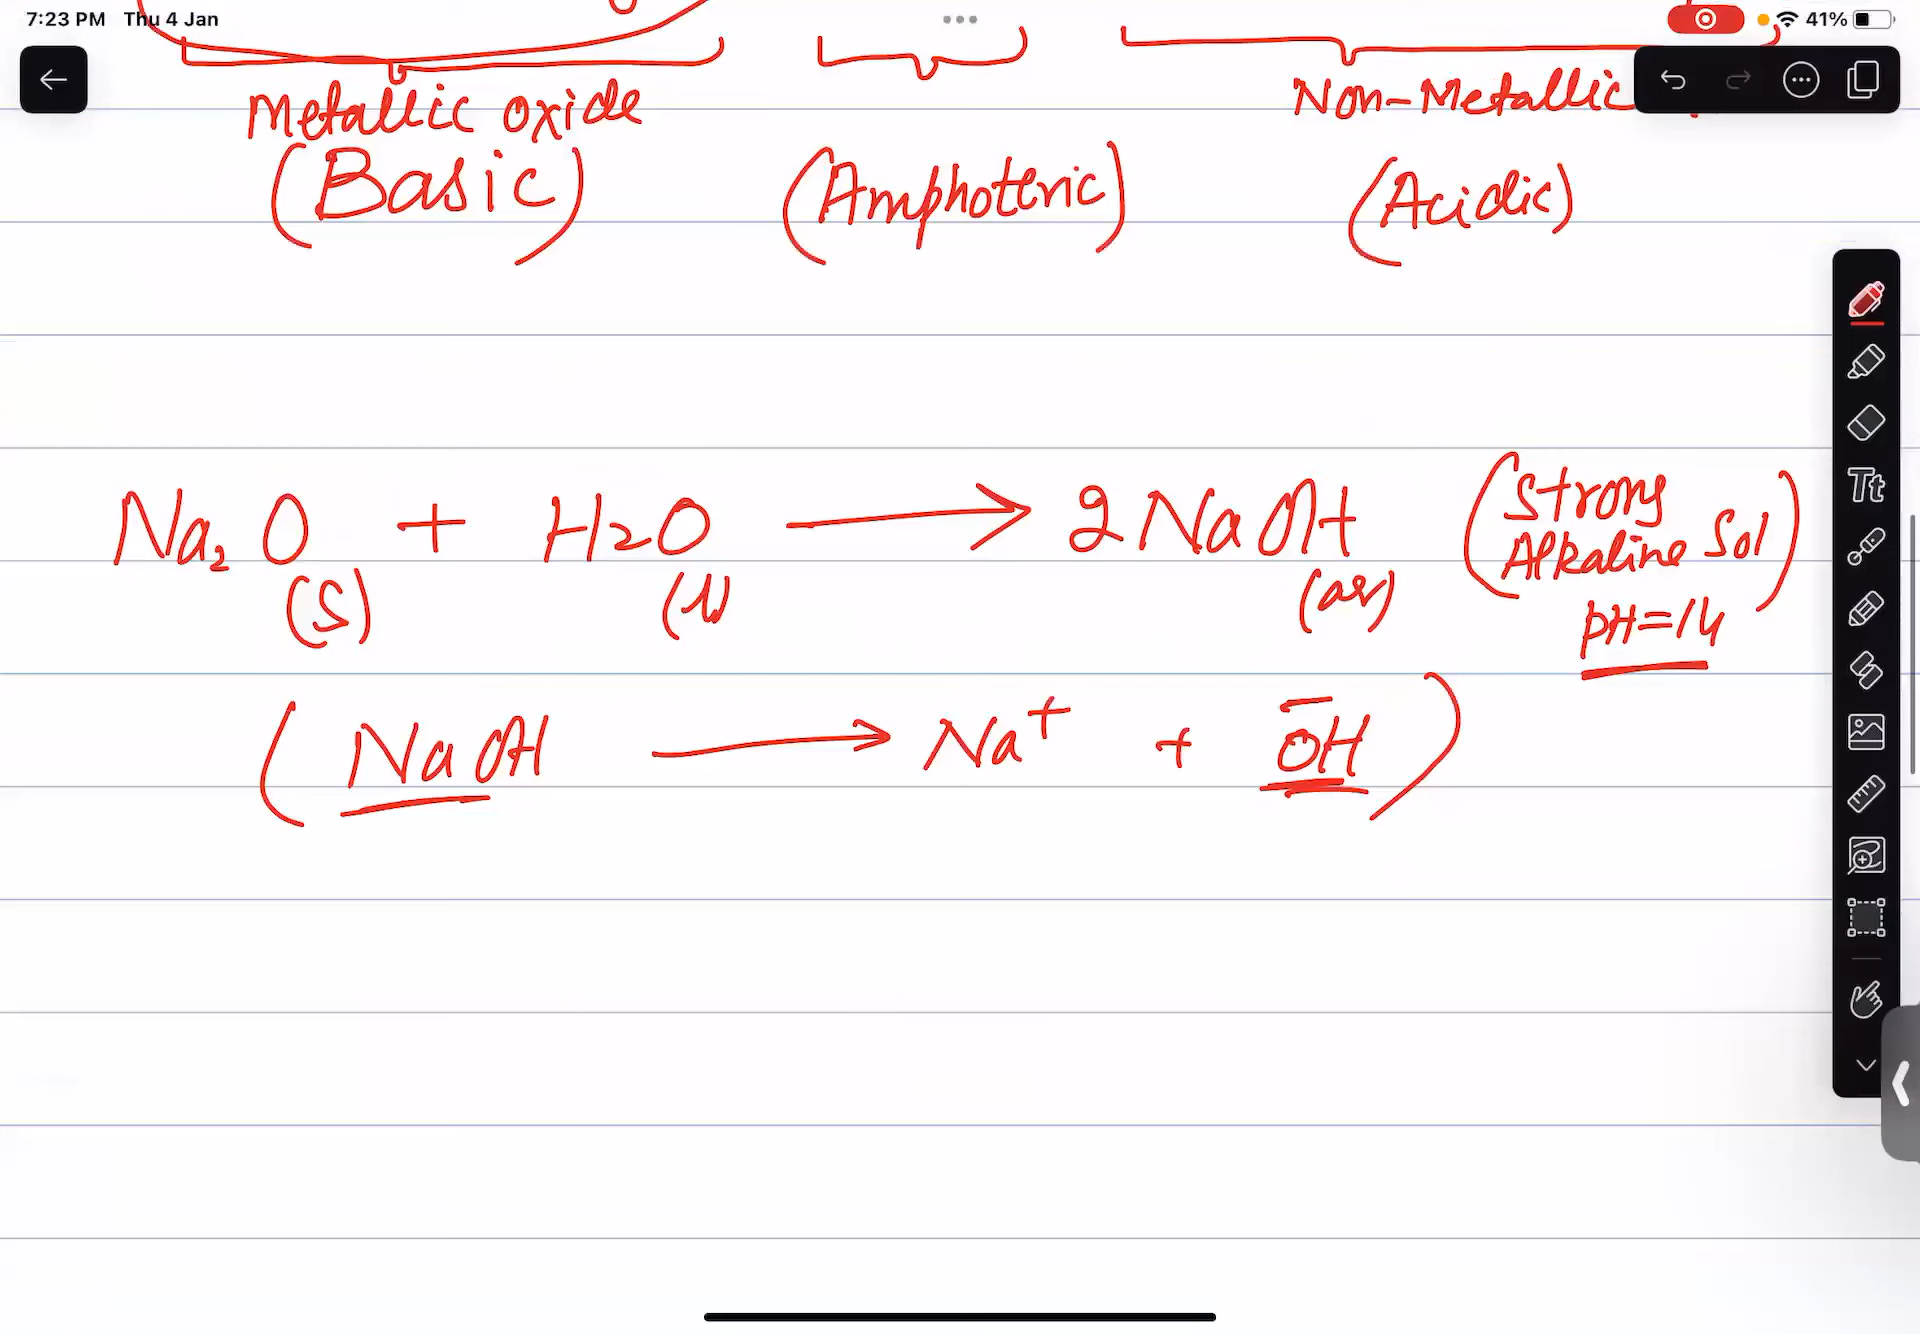 7:23 PM Thu 4 Jan
41%
Metallic oxide
Non-Metallic
(Basic)
(Amphoteric)
(Acidic)
Tt
Na₂O + H₂O ⟶ 2NaOH (Strong
Alkaline Sol)
(s) (l) (aq)
pH=14
(NaOH ⟶ Na⁺ + O̅H)